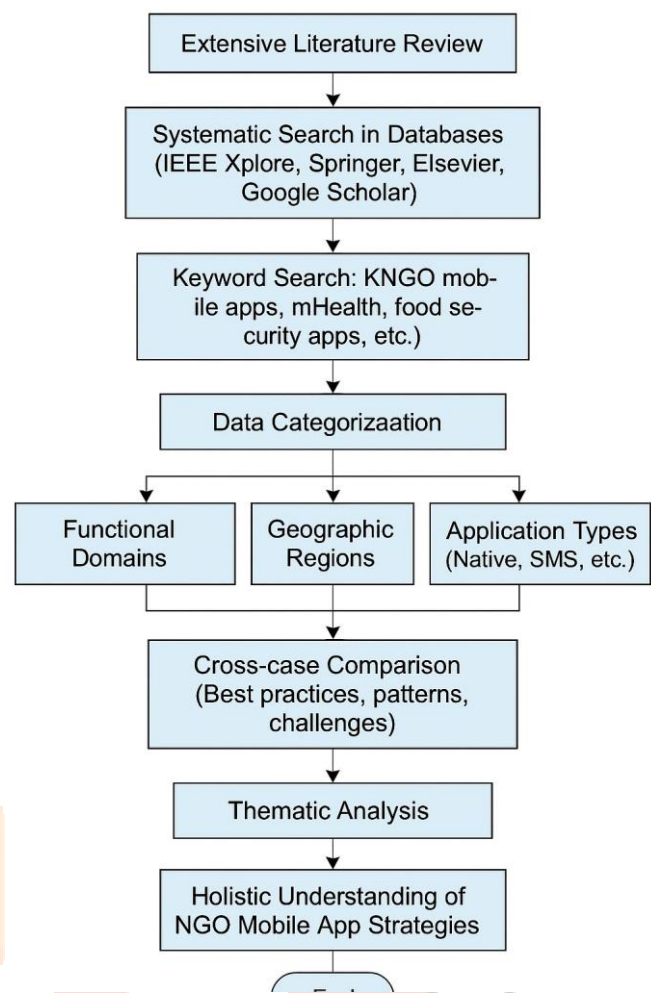 Extensive Literature Review
Systematic Search in Databases
(IEEE Xplore, Springer, Elsevier,
Google Scholar)
Keyword Search: KNGO mob-
ile apps, mHealth, food se-
curity apps, etc.)
Data Categorizaation
Functional
Domains
Geographic
Regions
Application Types
(Native, SMS, etc.)
Cross-case Comparison
(Best practices, patterns,
challenges)
Thematic Analysis
Holistic Understanding of
NGO Mobile App Strategies